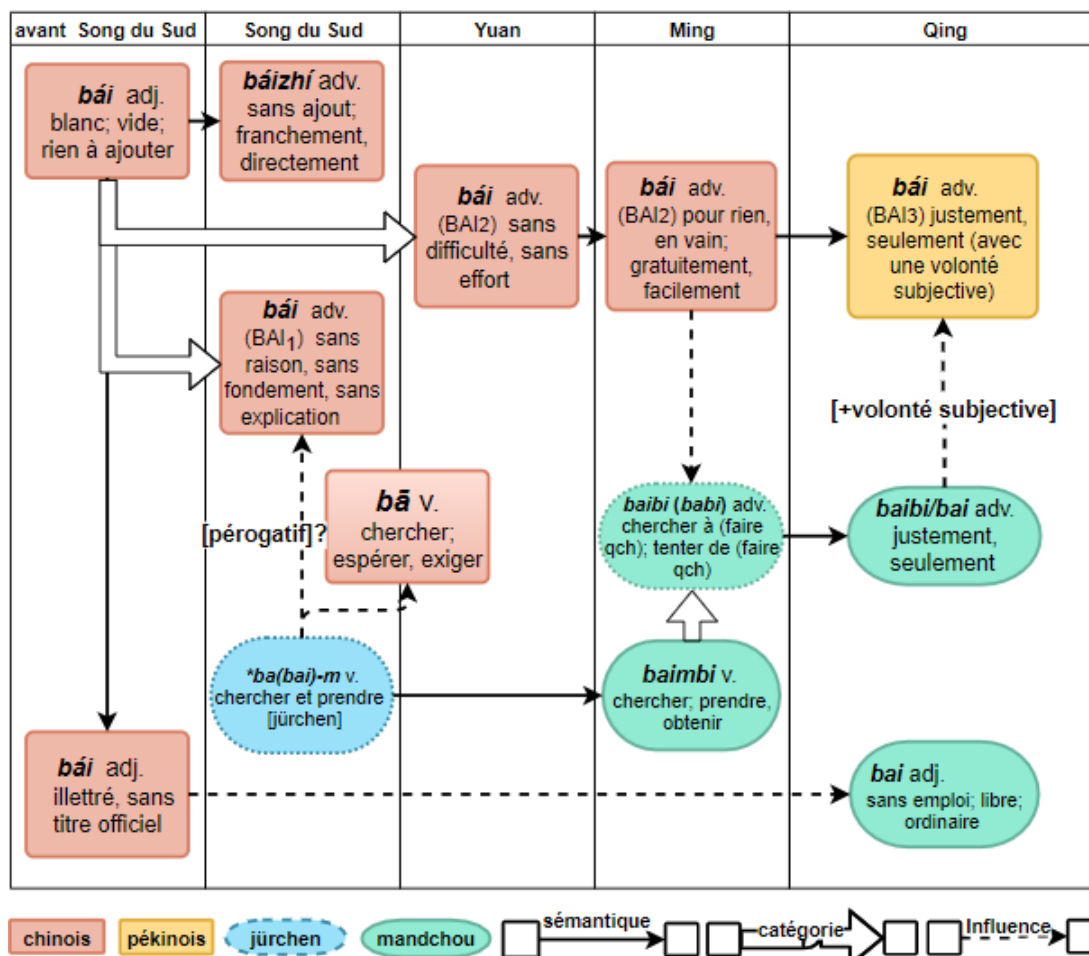 avant Song du Sud
Song du Sud
Yuan
Ming
Qing
bái adj.
blanc; vide;
rien à ajouter
báizhí adv.
sans ajout;
franchement,
directement
bái adv.
(BAI2) sans
difficulté, sans
effort
bái adv.
(BAI2) pour rien,
en vain;
gratuitement,
facilement
bái adv.
(BAI3) justement,
seulement (avec
une volonté
subjective)
bái adv.
(BAI1) sans
raison, sans
fondement, sans
explication
[+volonté subjective]
[pérogatif]?
bā v.
chercher;
espérer, exiger
baibi (babi) adv.
chercher à (faire
qch); tenter de (faire
qch)
baibi/bai adv.
justement,
seulement
*ba(bai)-m v.
chercher et prendre
[jürchen]
baimbi v.
chercher; prendre,
obtenir
bái adj.
illettré, sans
titre officiel
bai adj.
sans emploi; libre;
ordinaire
chinois
pékinois
jürchen
mandchou
sémantique
catégorie
Influence